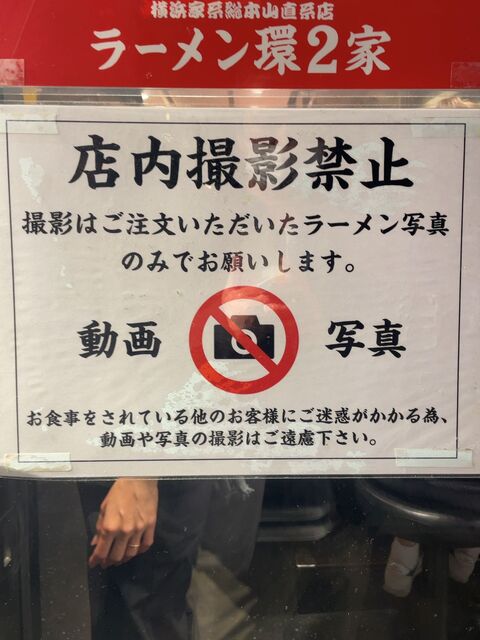 横浜家系総本山直系店
ラーメン環2家
店内撮影禁止
撮影はご注文いただいたラーメン写真
のみでお願いします。
動画
写真
お食事をされている他のお客様にご迷惑がかかる為、
動画や写真の撮影はご遠慮下さい。